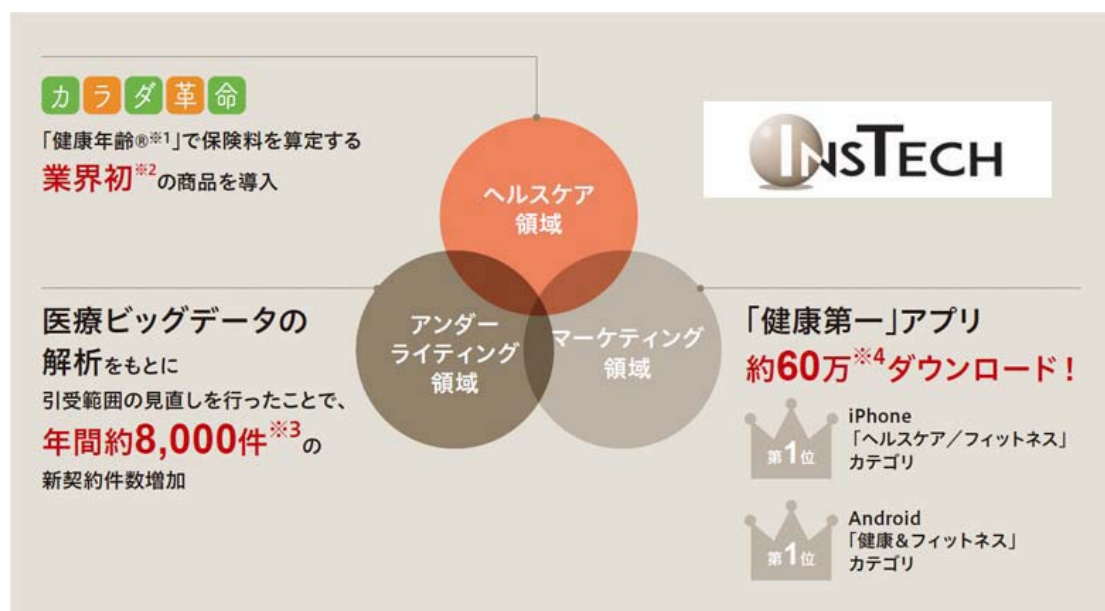 カラダ革命
「健康年齢®※1」で保険料を算定する
業界初※2の商品を導入
INSTECH
ヘルスケア
領域
アンダー
ライティング
領域
マーケティング
領域
医療ビッグデータの
解析をもとに
引受範囲の見直しを行ったことで、
年間約8,000件※3の
新契約件数増加
「健康第一」アプリ
約60万※4ダウンロード！
第1位
iPhone
「ヘルスケア／フィットネス」
カテゴリ
第1位
Android
「健康&フィットネス」
カテゴリ